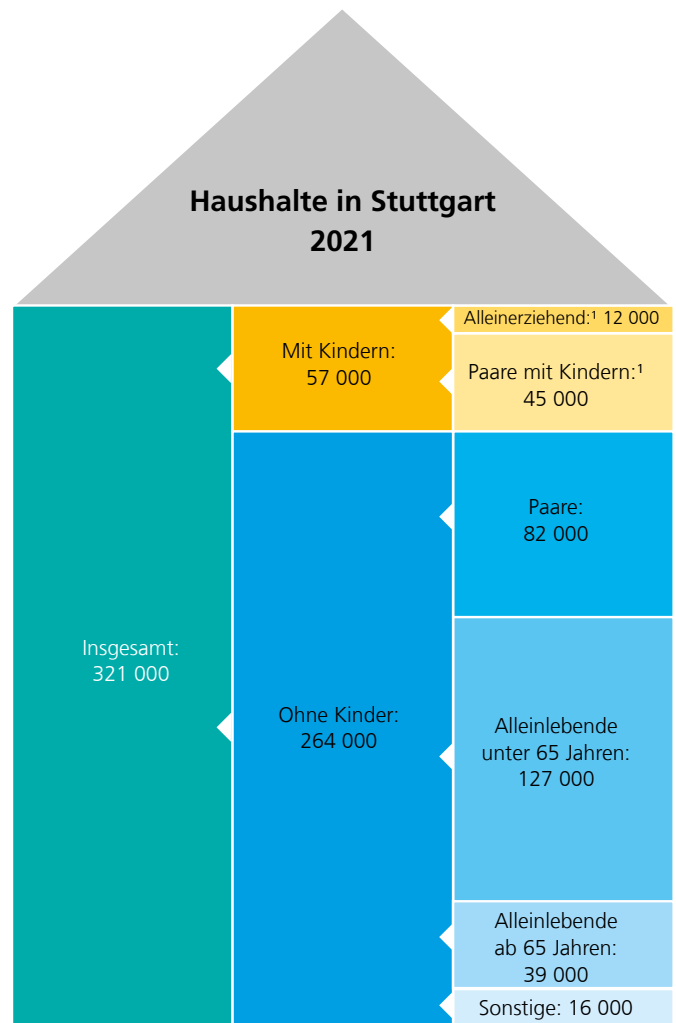 Haushalte in Stuttgart
2021
Insgesamt:
321 000
Mit Kindern:
57 000
Ohne Kinder:
264 000
Alleinerziehend:¹ 12 000
Paare mit Kindern:¹
45 000
Paare:
82 000
Alleinlebende
unter 65 Jahren:
127 000
Alleinlebende
ab 65 Jahren:
39 000
Sonstige: 16 000